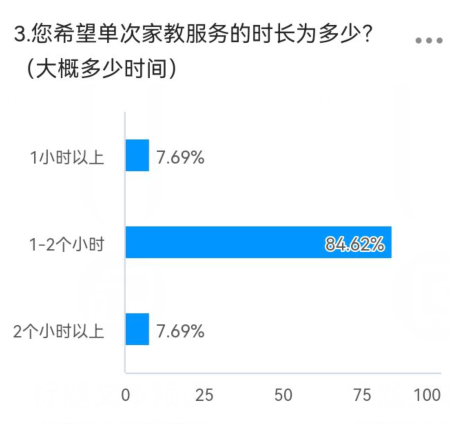 3.您希望单次家教服务的时长为多少?
（大概多少时间）
1小时以上
7.69%
1-2个小时
84.62%
2个小时以上
7.69%
0 25 50 75 100